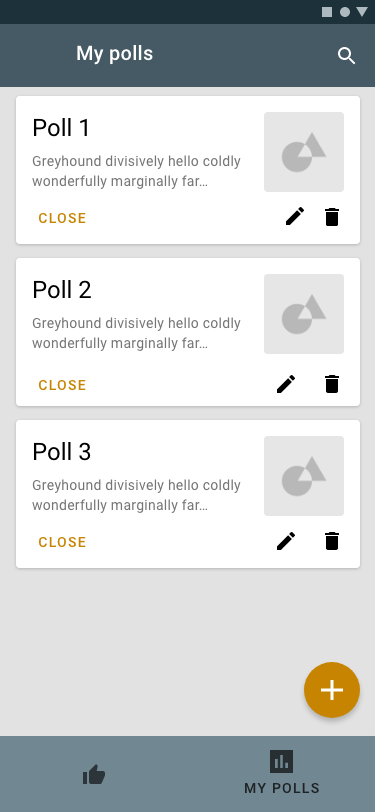 My polls
Poll 1
Greyhound divisively hello coldly
wonderfully marginally far…
CLOSE
Poll 2
Greyhound divisively hello coldly
wonderfully marginally far…
CLOSE
Poll 3
Greyhound divisively hello coldly
wonderfully marginally far…
CLOSE
MY POLLS